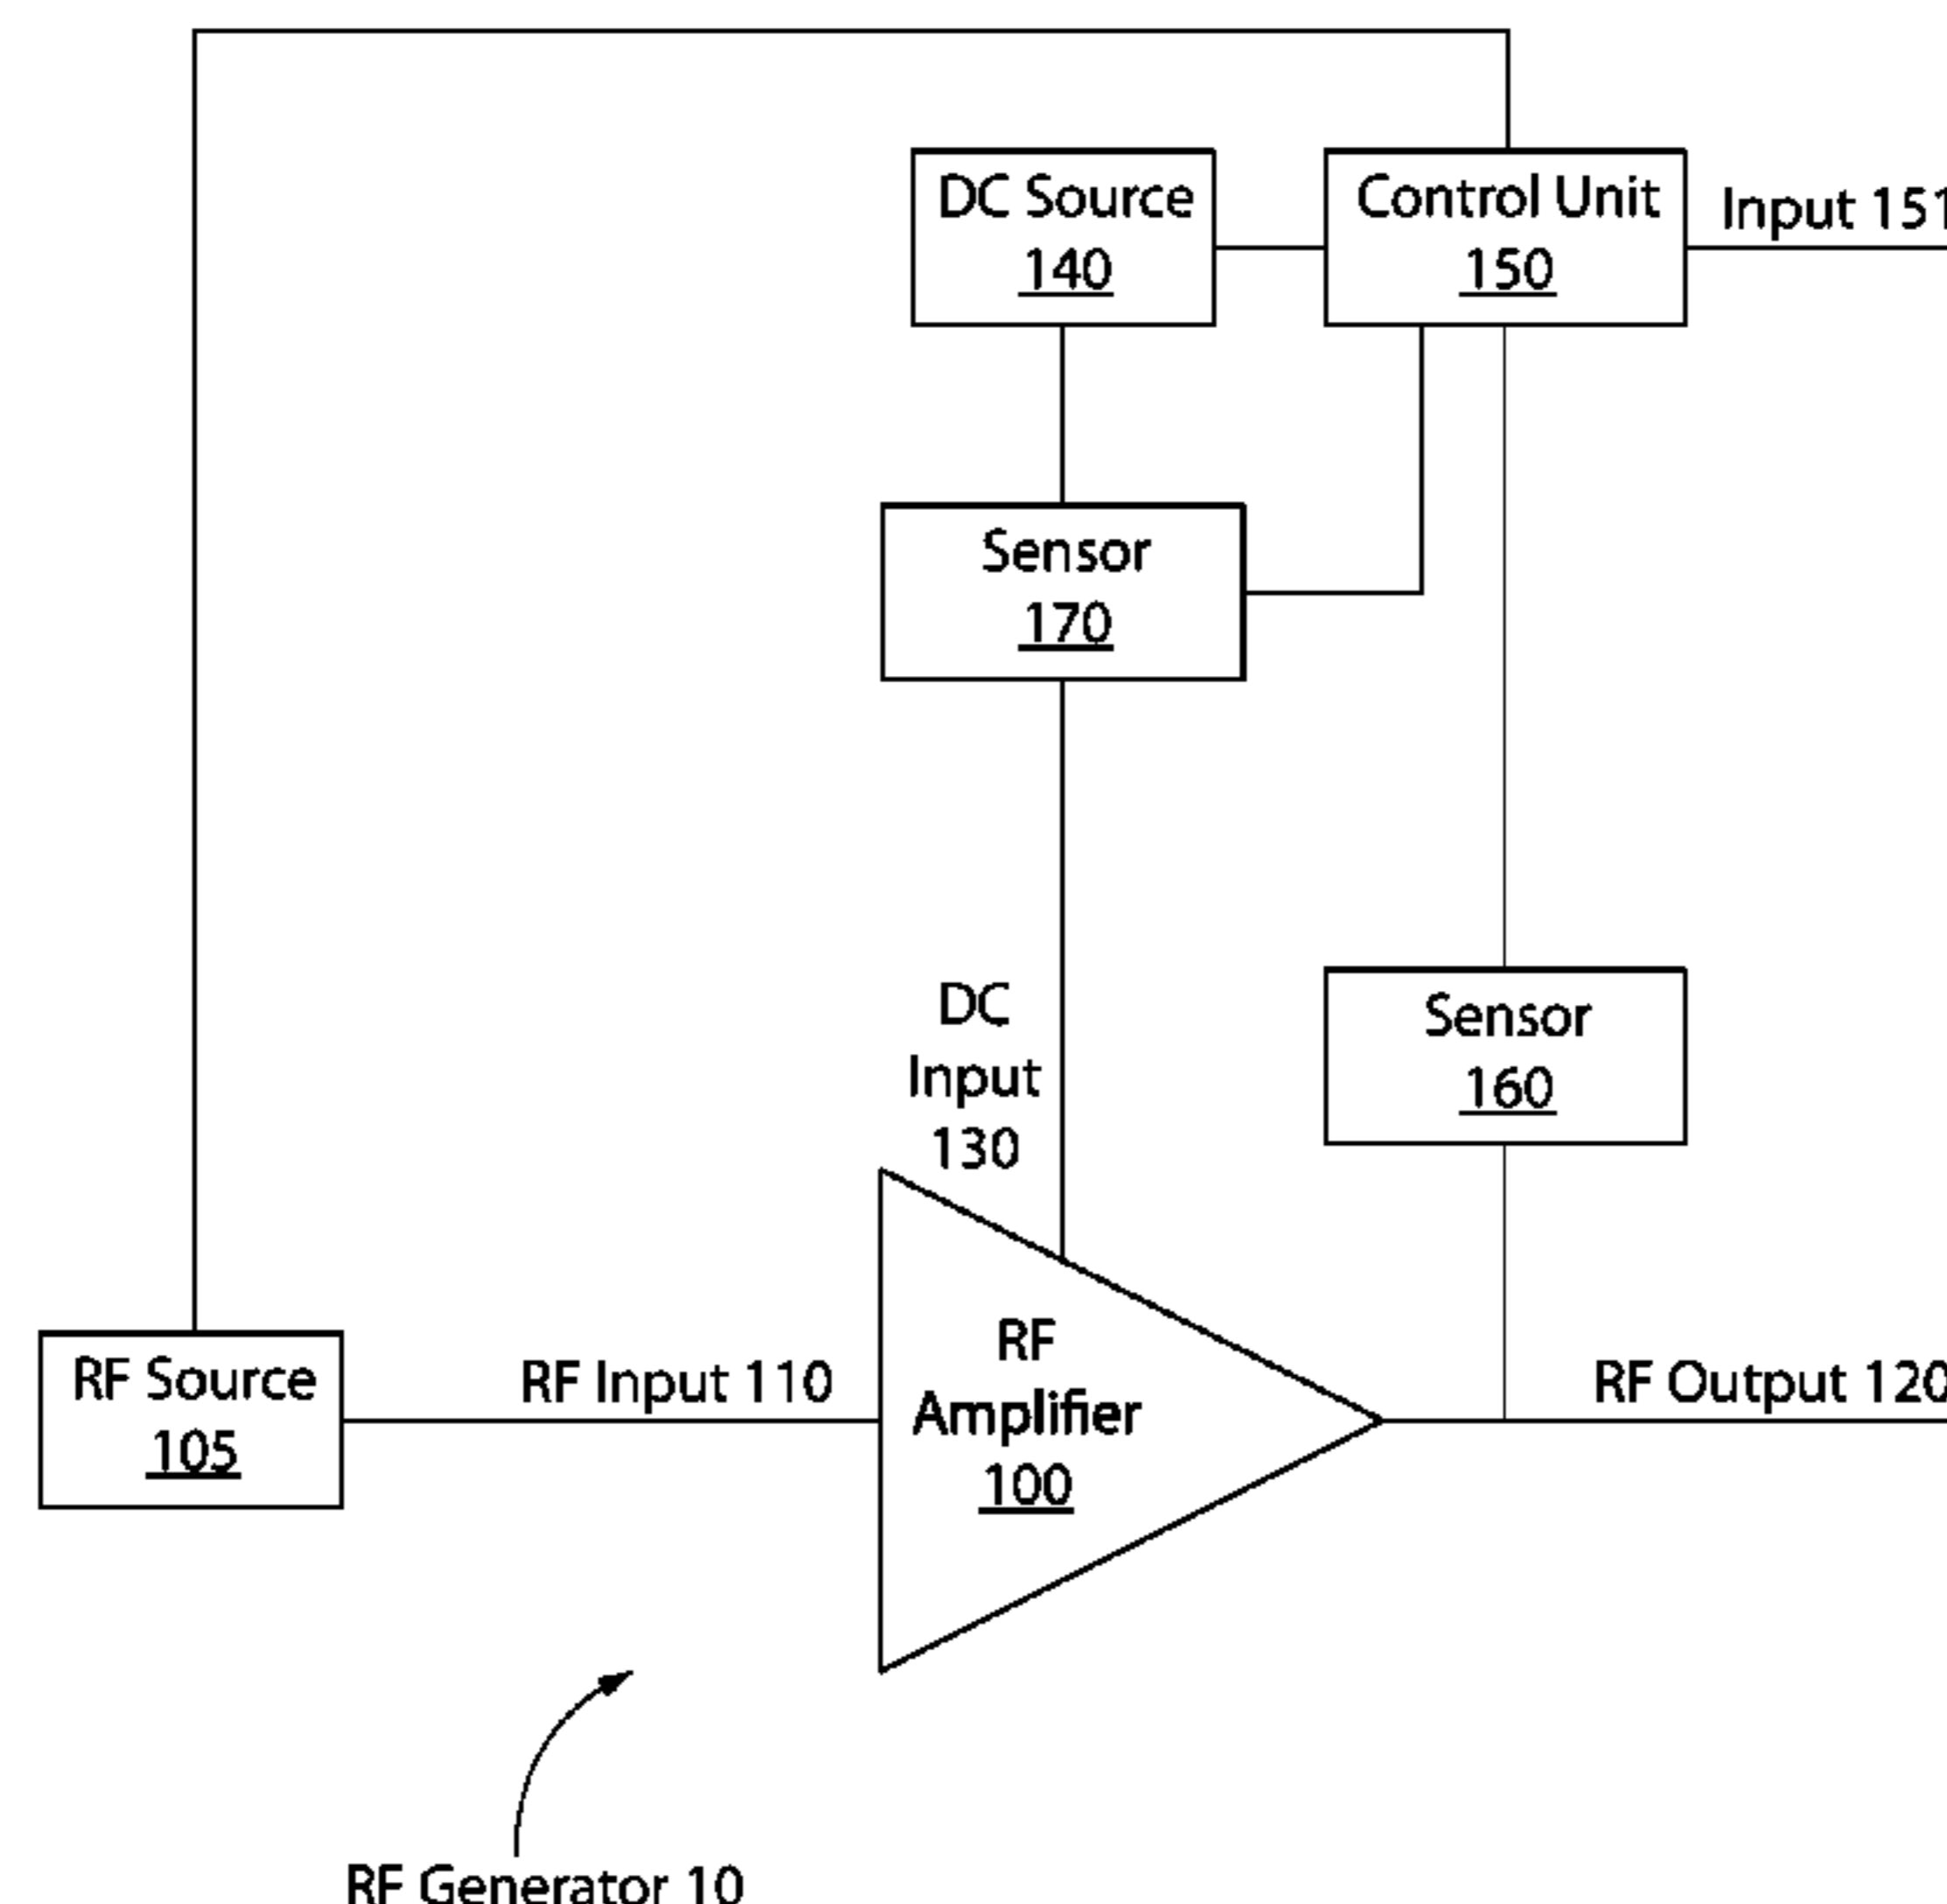 DC Source
140
Control Unit
150
Input 151
Sensor
170
DC
Input
130
Sensor
160
RF Source
105
RF Input 110
RF
Amplifier
100
RF Output 120
RF Generator 10